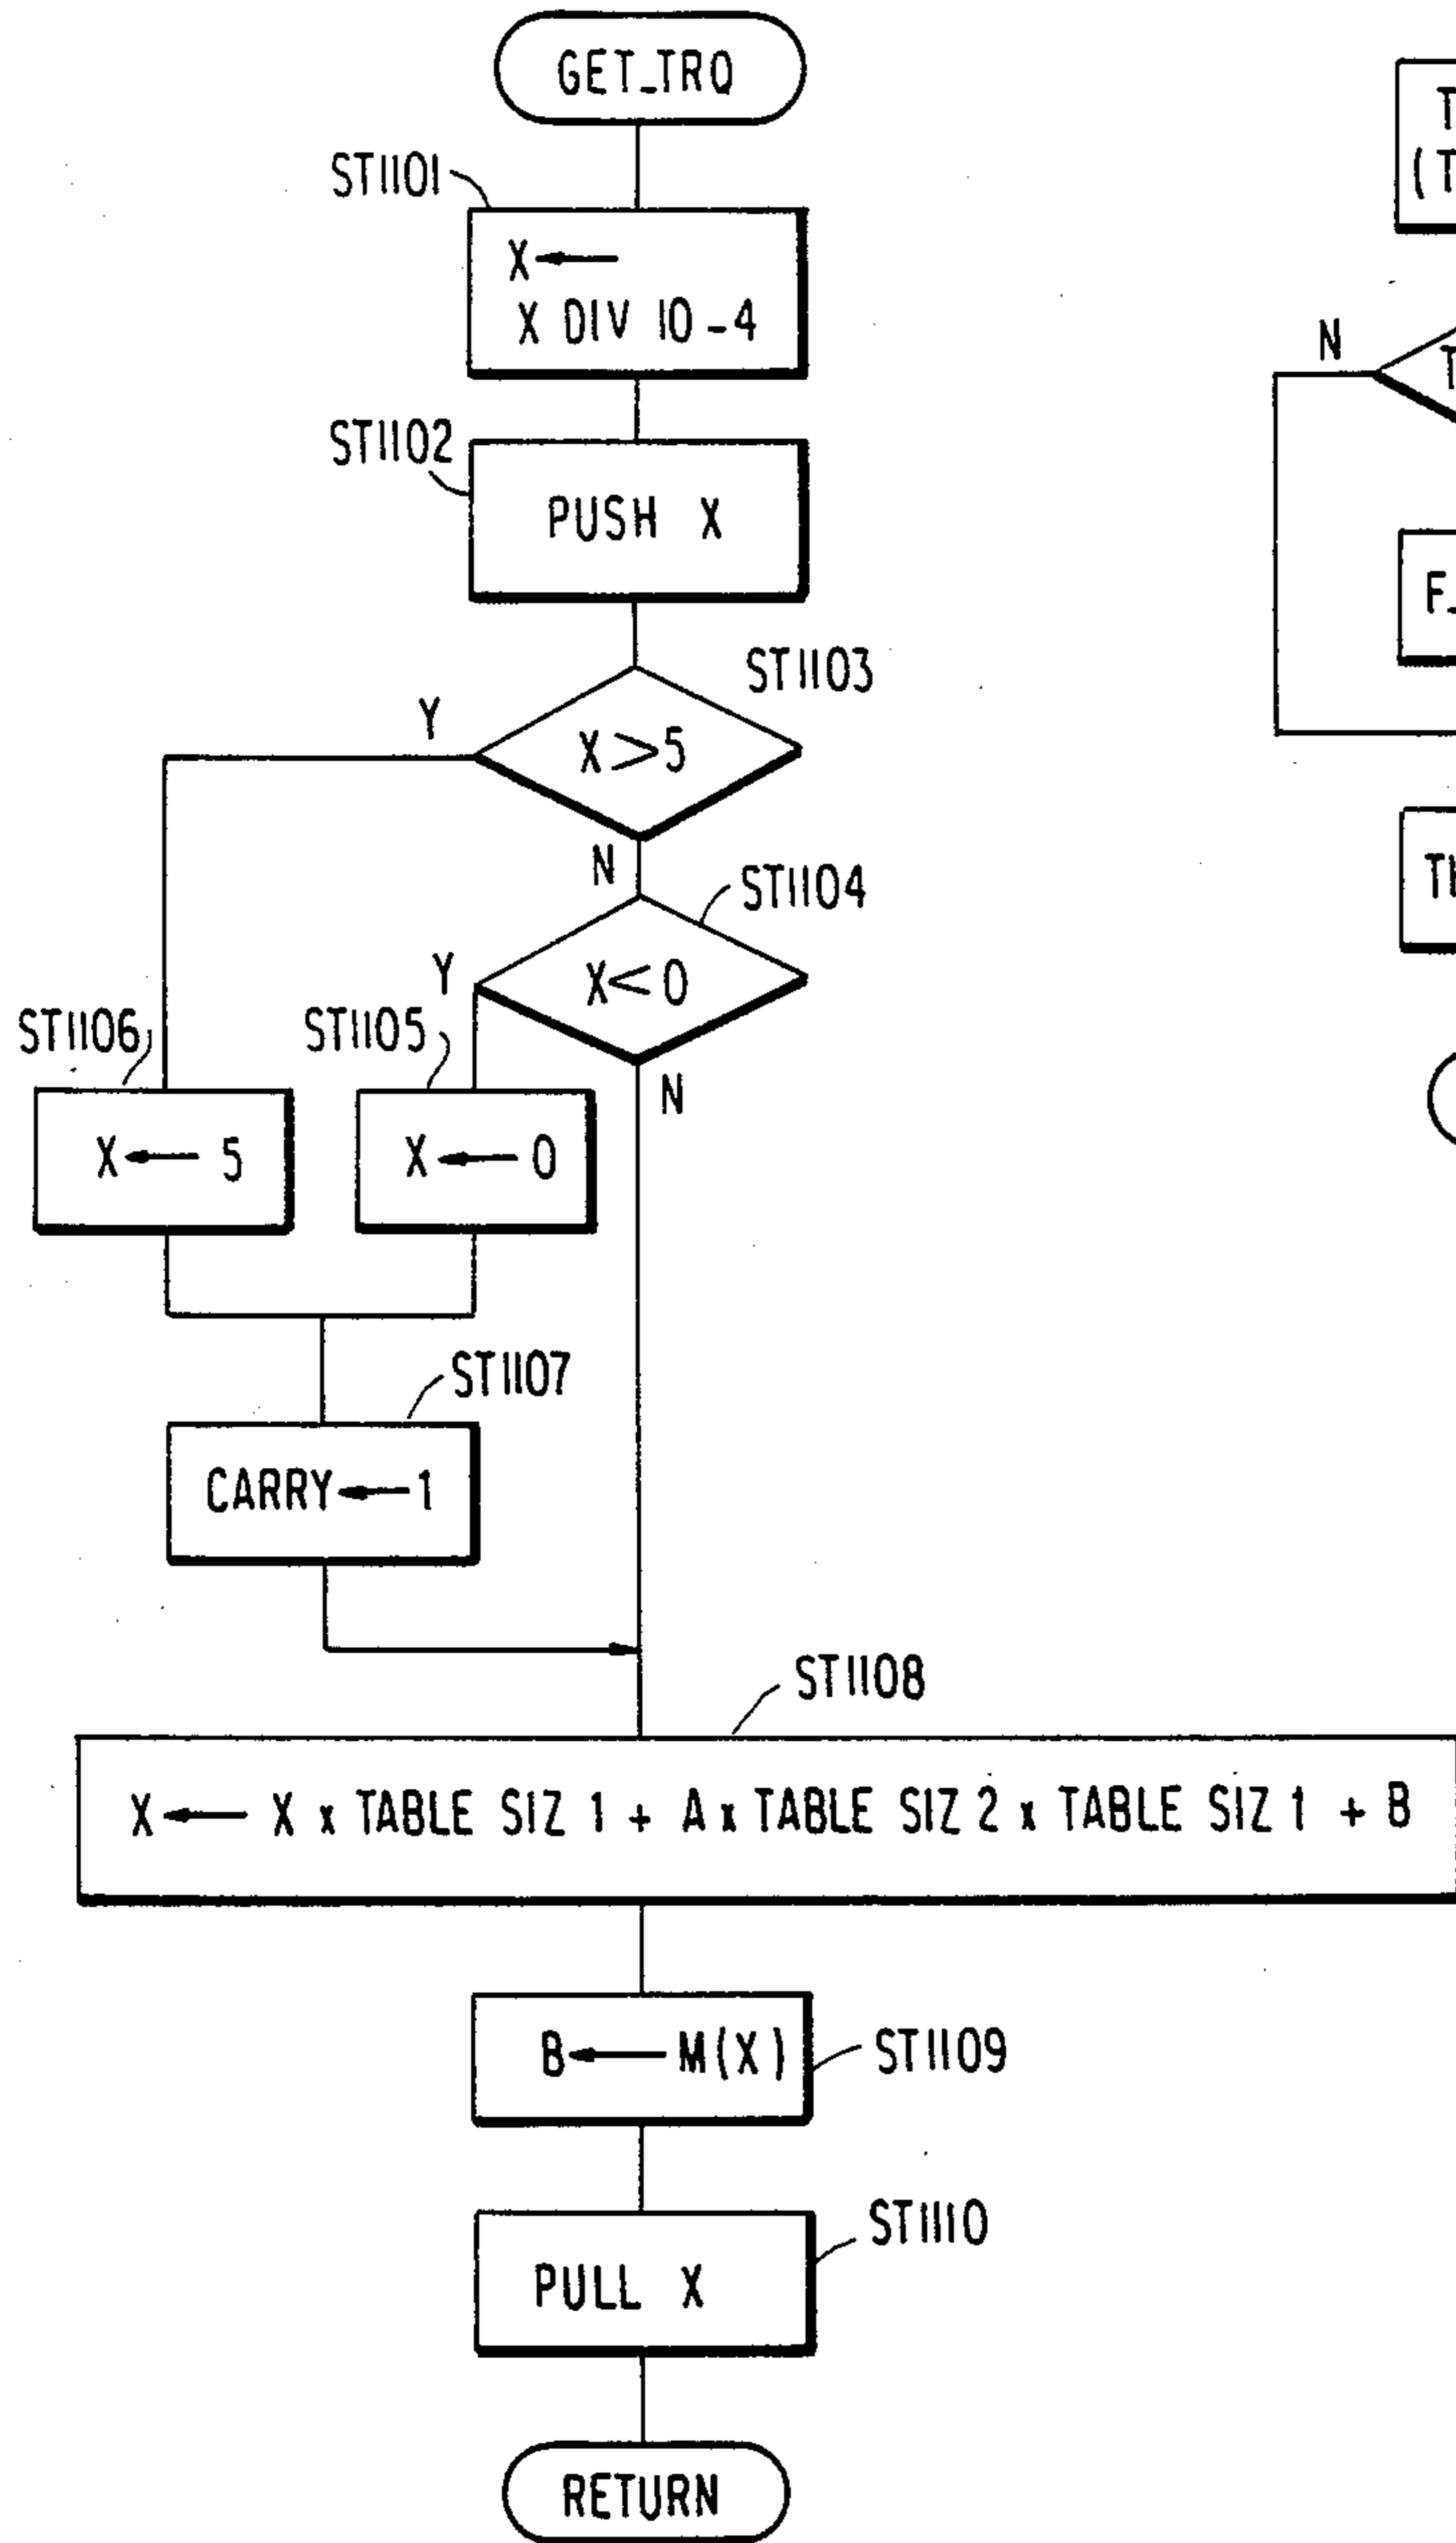 GET_TRQ
ST1101
X ←
X DIV 10-4
ST1102
PUSH X
ST1103
Y
X>5
N
ST1104
Y
X<0
N
ST1106
ST1105
X ← 5
X ← 0
ST1107
CARRY ← 1
ST1108
X ← X x TABLE SIZ 1 + A x TABLE SIZ 2 x TABLE SIZ 1 + B
B ← M(X)
ST1109
ST1110
PULL X
RETURN
N